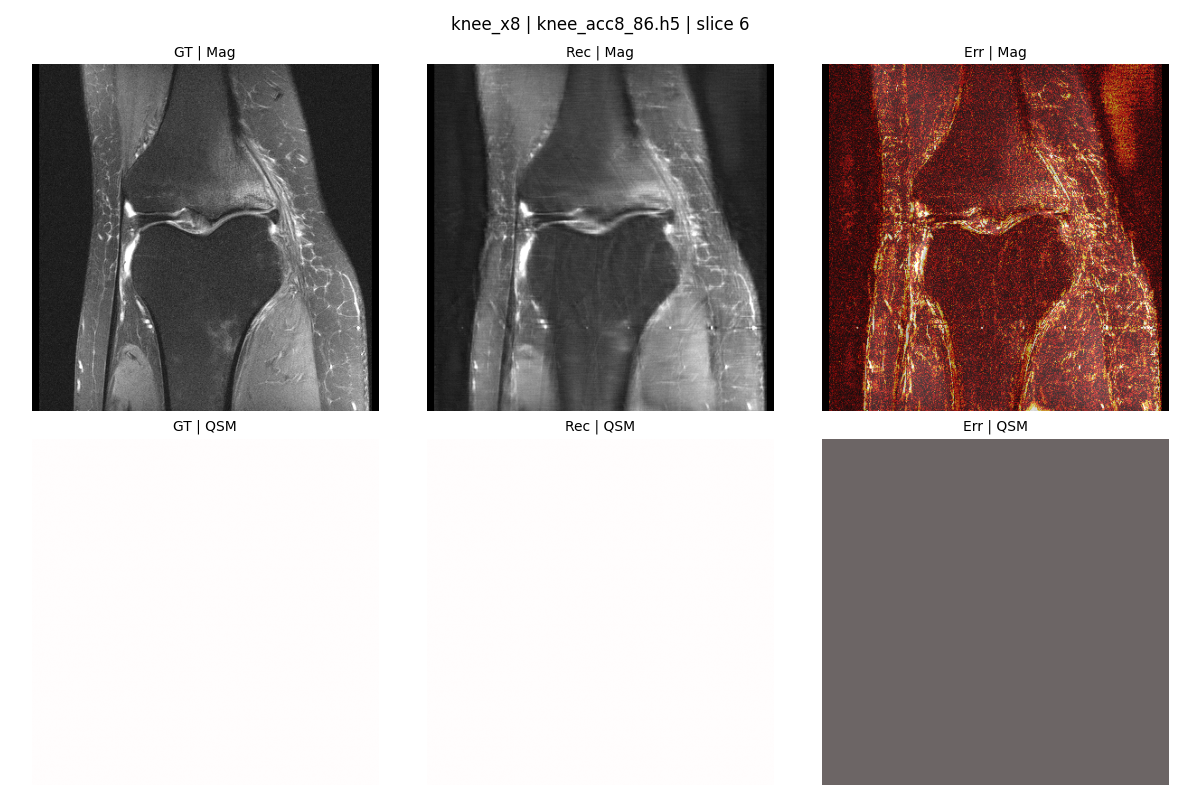 knee_x8 | knee_acc8_86.h5 | slice 6
GT | Mag
Rec | Mag
Err | Mag
GT | QSM
Rec | QSM
Err | QSM